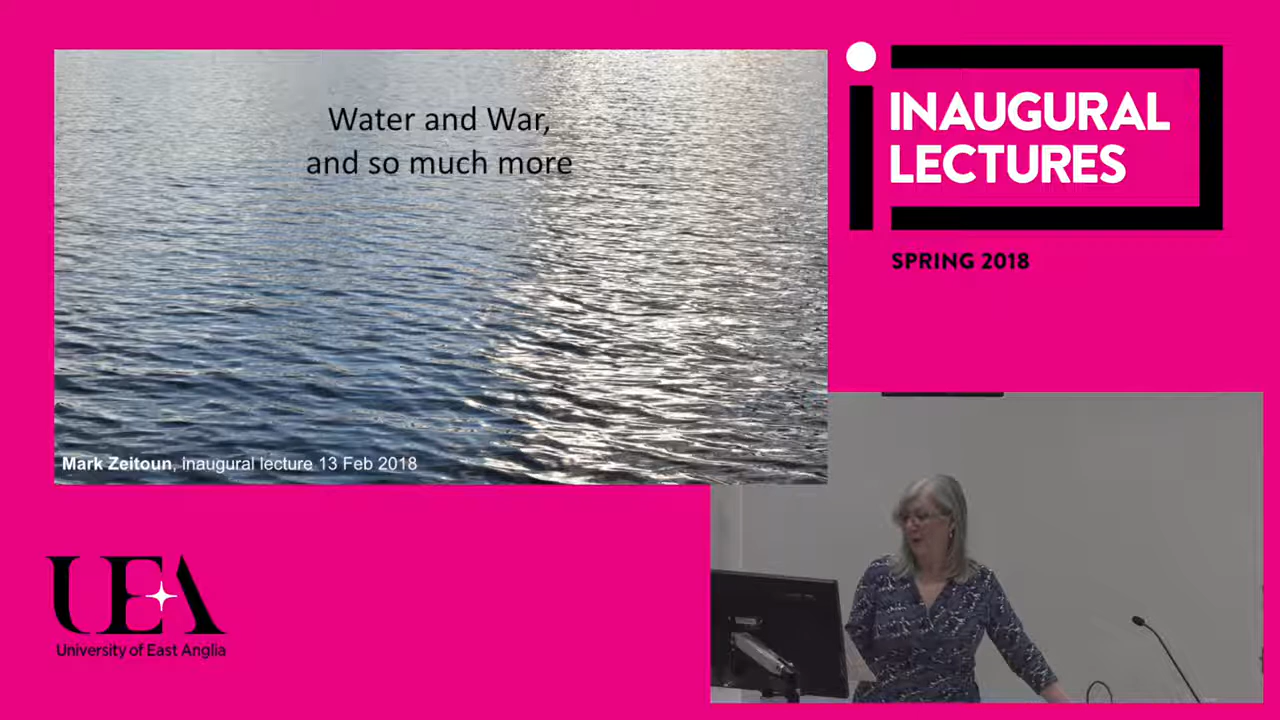 Water and War,
and so much more
Mark Zeitoun, inaugural lecture 13 Feb 2018
INAUGURAL
LECTURES
SPRING 2018
UEA
University of East Anglia